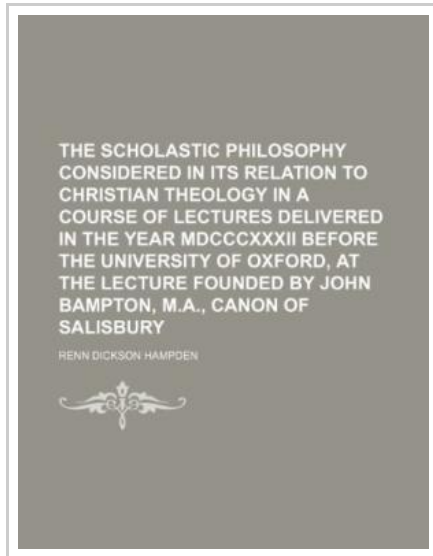 THE SCHOLASTIC PHILOSOPHY
CONSIDERED IN ITS RELATION TO
CHRISTIAN THEOLOGY IN A
COURSE OF LECTURES DELIVERED
IN THE YEAR MDCCCXXXII BEFORE
THE UNIVERSITY OF OXFORD, AT
THE LECTURE FOUNDED BY JOHN
BAMPTON, M.A., CANON OF
SALISBURY
RENN DICKSON HAMPDEN